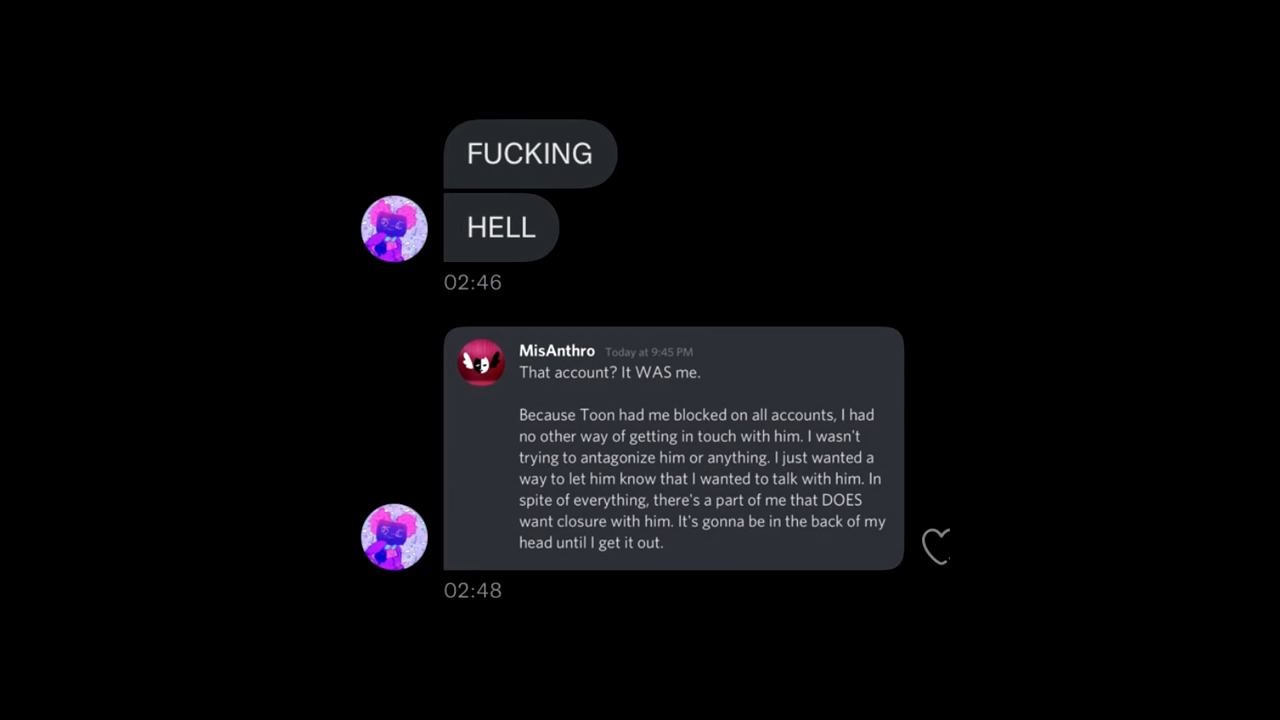 FUCKING
HELL
02:46
MisAnthro Today at 9:45 PM
That account? It WAS me.
Because Toon had me blocked on all accounts, I had
no other way of getting in touch with him. I wasn't
trying to antagonize him or anything. I just wanted a
way to let him know that I wanted to talk with him. In
spite of everything, there's a part of me that DOES
want closure with him. It's gonna be in the back of my
head until I get it out.
02:48